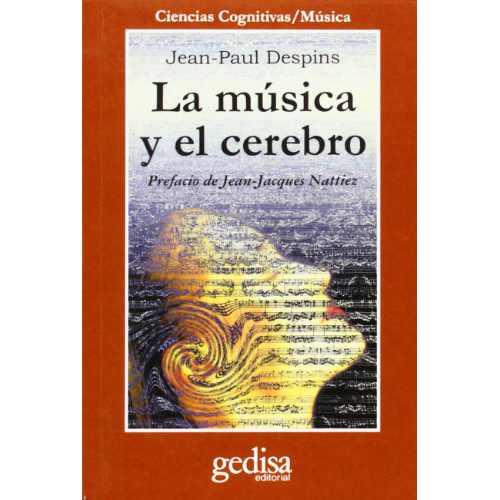 Ciencias Cognitivas/Música
Jean-Paul Despins
La música
y el cerebro
Prefacio de Jean-Jacques Nattiez
gedisa
editorial